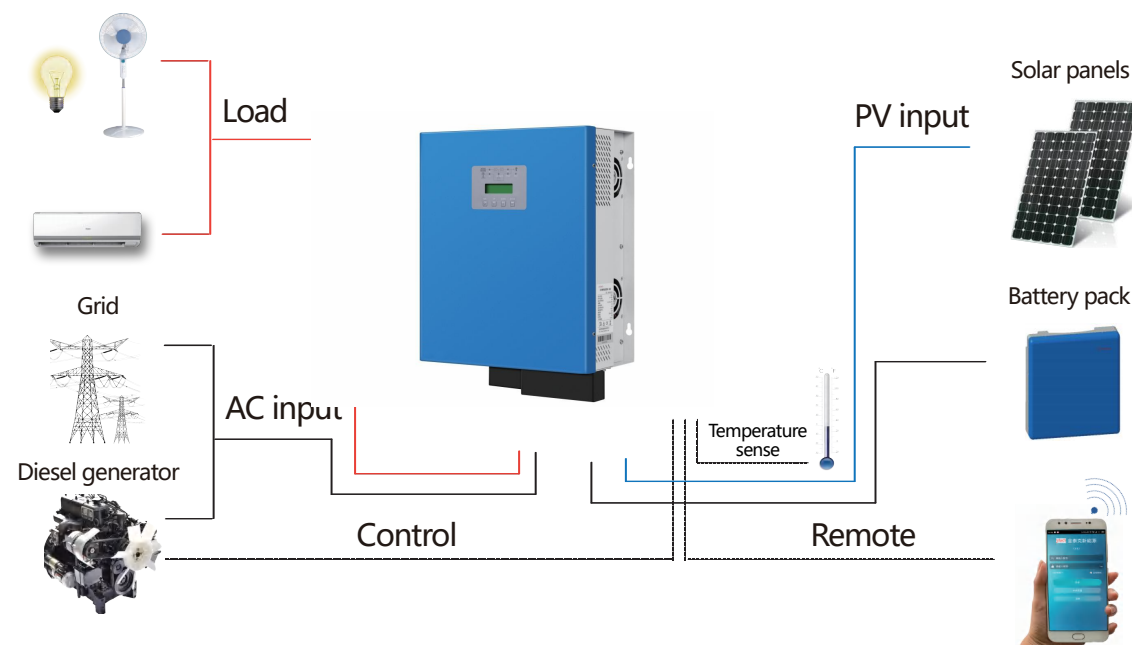 Solar panels
Load
PV input
Grid
Battery pack
AC input
Temperature
sense
Diesel generator
Control
Remote